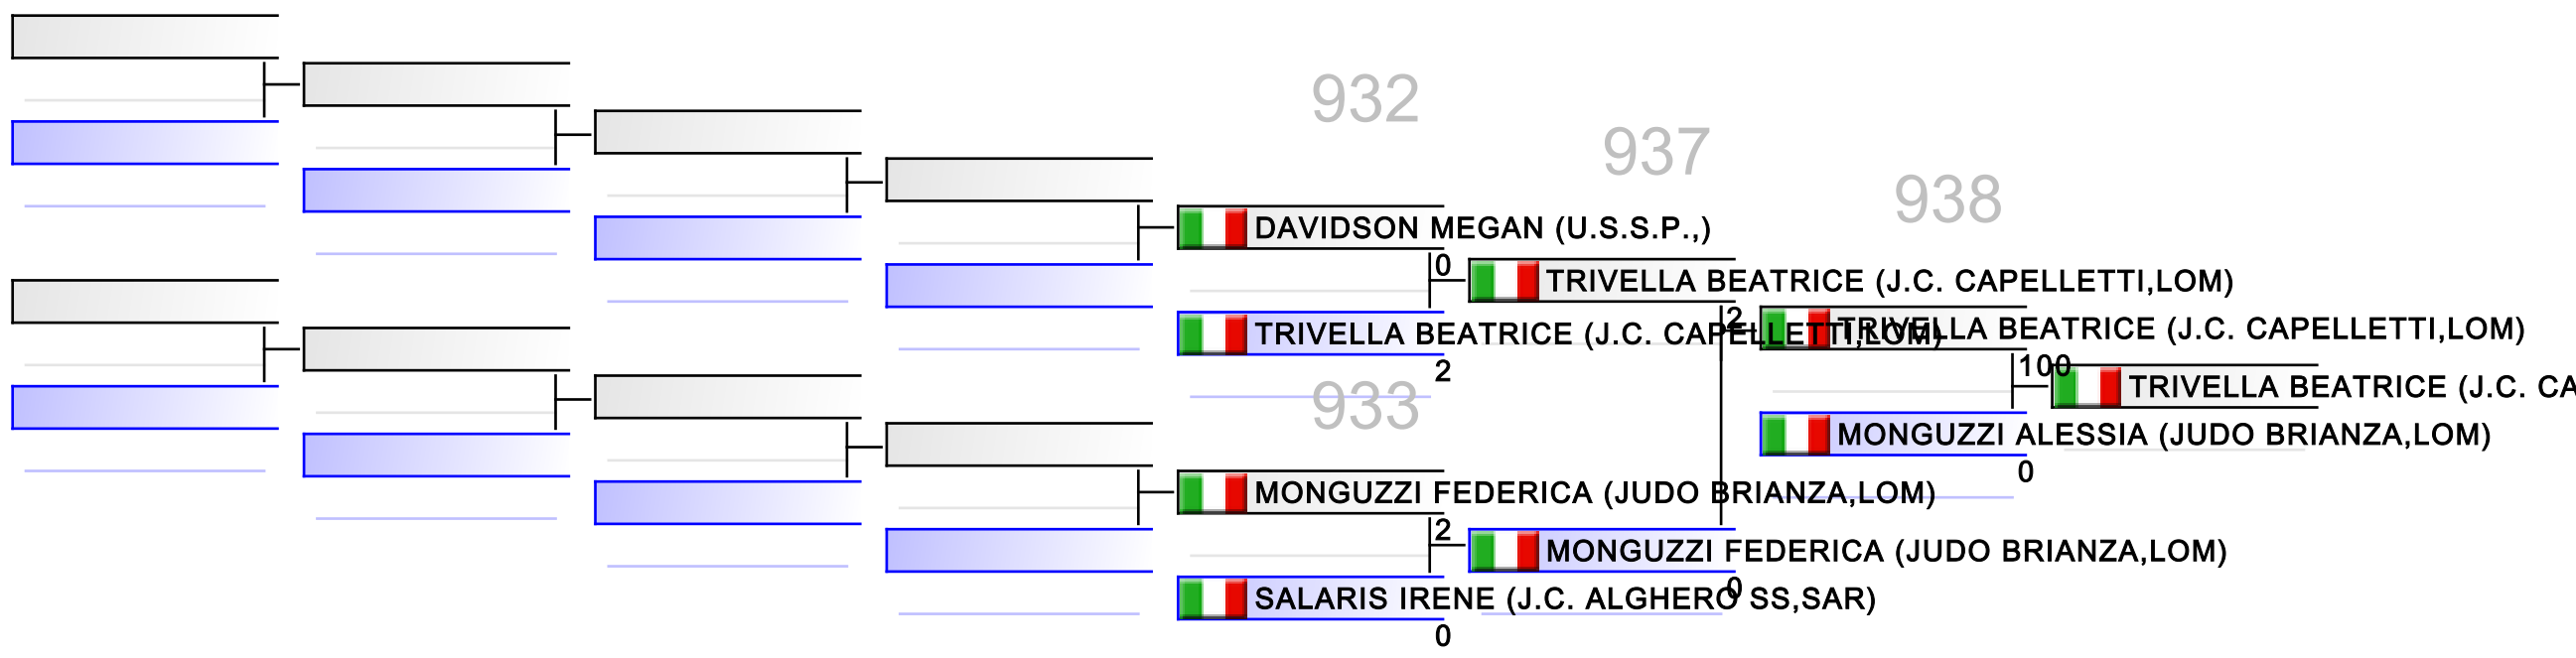 932
937
938
DAVIDSON MEGAN (U.S.S.P.,)
0
TRIVELLA BEATRICE (J.C. CAPELLETTI,LOM)
2
TRIVELLA BEATRICE (J.C. CAPELLETTI,LOM)
TRIVELLA BEATRICE (J.C. CAPELLETTI,LOM)
2
100
TRIVELLA BEATRICE (J.C. CA
933
MONGUZZI ALESSIA (JUDO BRIANZA,LOM)
0
MONGUZZI FEDERICA (JUDO BRIANZA,LOM)
2
MONGUZZI FEDERICA (JUDO BRIANZA,LOM)
0
SALARIS IRENE (J.C. ALGHERO SS,SAR)
0